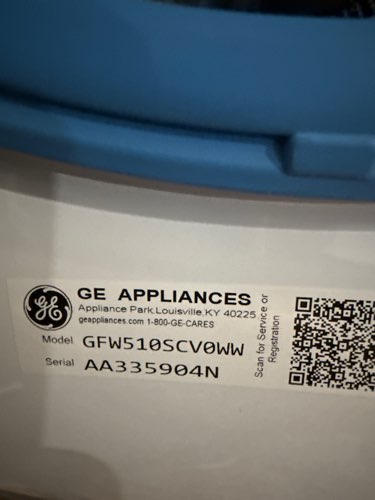 GE
GE APPLIANCES
Appliance Park,Louisville,KY 40225
geappliances.com 1-800-GE-CARES
Model GFW510SCV0WW
Serial AA335904N
Scan for Service or
Registration